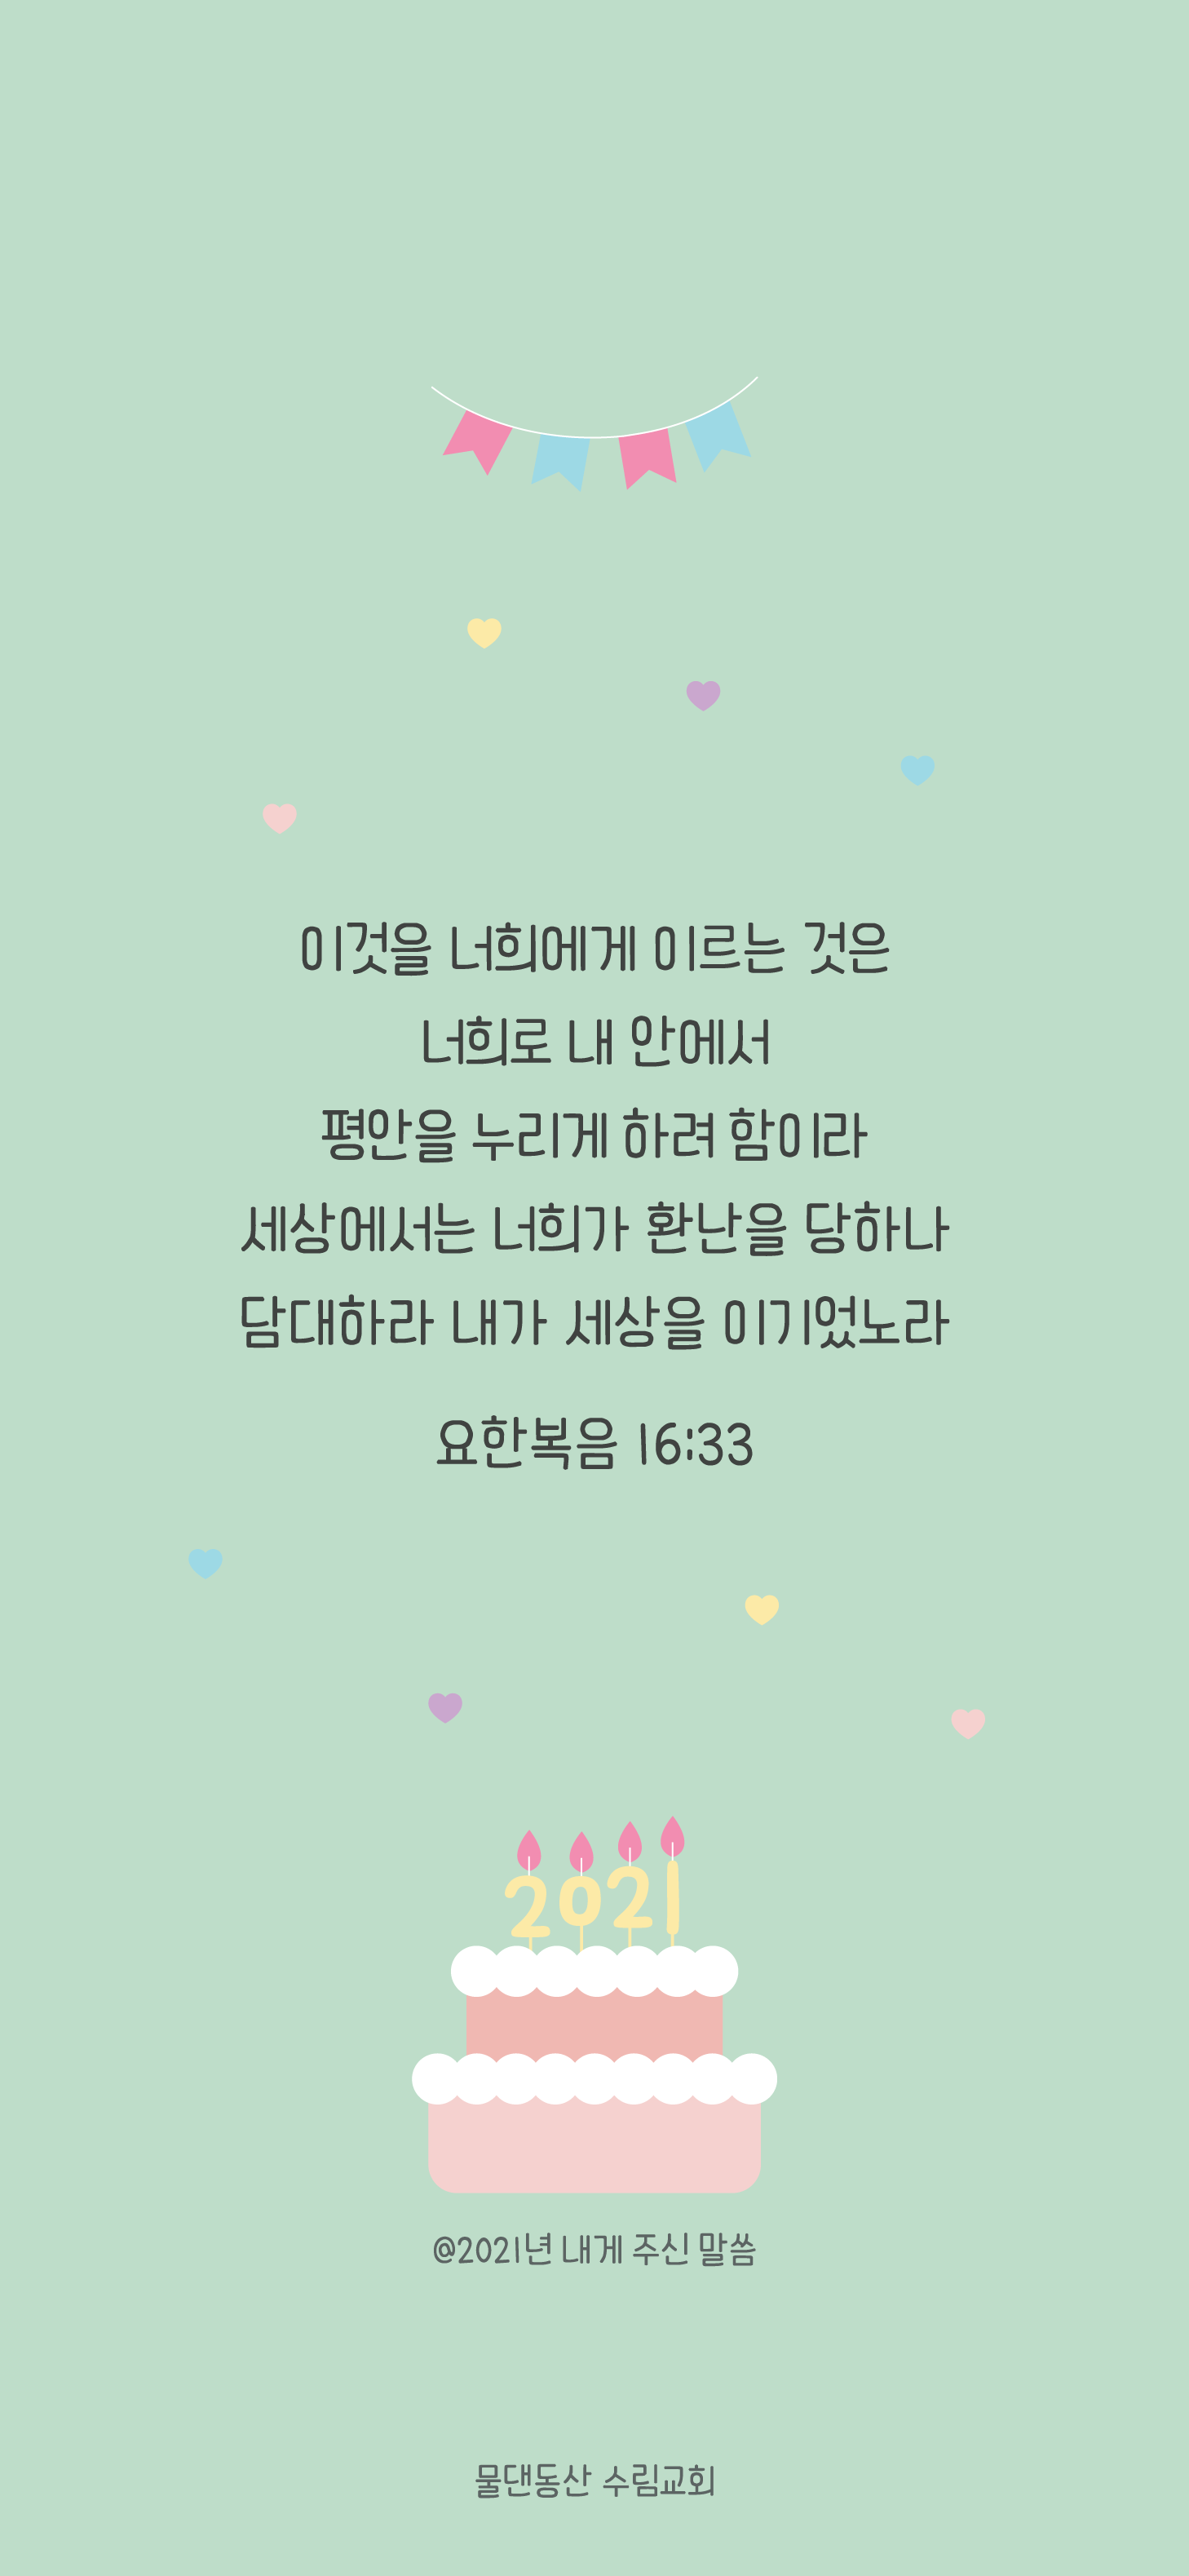 이것을 너희에게 이르는 것은
너희로 내 안에서
평안을 누리게 하려 함이라
세상에서는 너희가 환난을 당하나
담대하라 내가 세상을 이기었노라
요한복음 16:33
2021
@2021년 내게 주신 말씀
물댄동산 수림교회